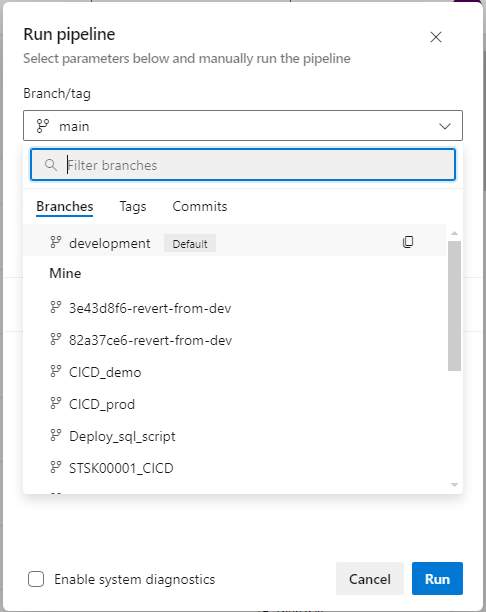 Run pipeline
Select parameters below and manually run the pipeline
Branch/tag
main
Filter branches
Branches Tags Commits
development Default
Mine
3e43d8f6-revert-from-dev
82a37ce6-revert-from-dev
CICD_demo
CICD_prod
Deploy_sql_script
STSK00001_CICD
Enable system diagnostics
Cancel Run